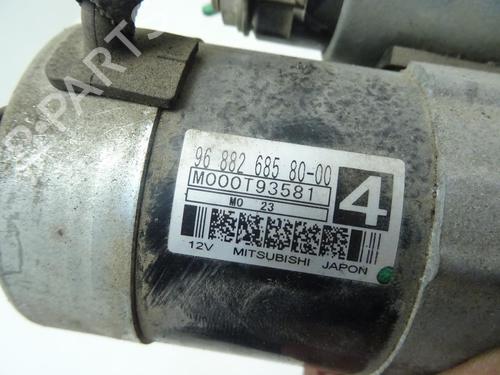 96 882 685 80-00
M000T93581
M0 23
4
12V MITSUBISHI JAPON